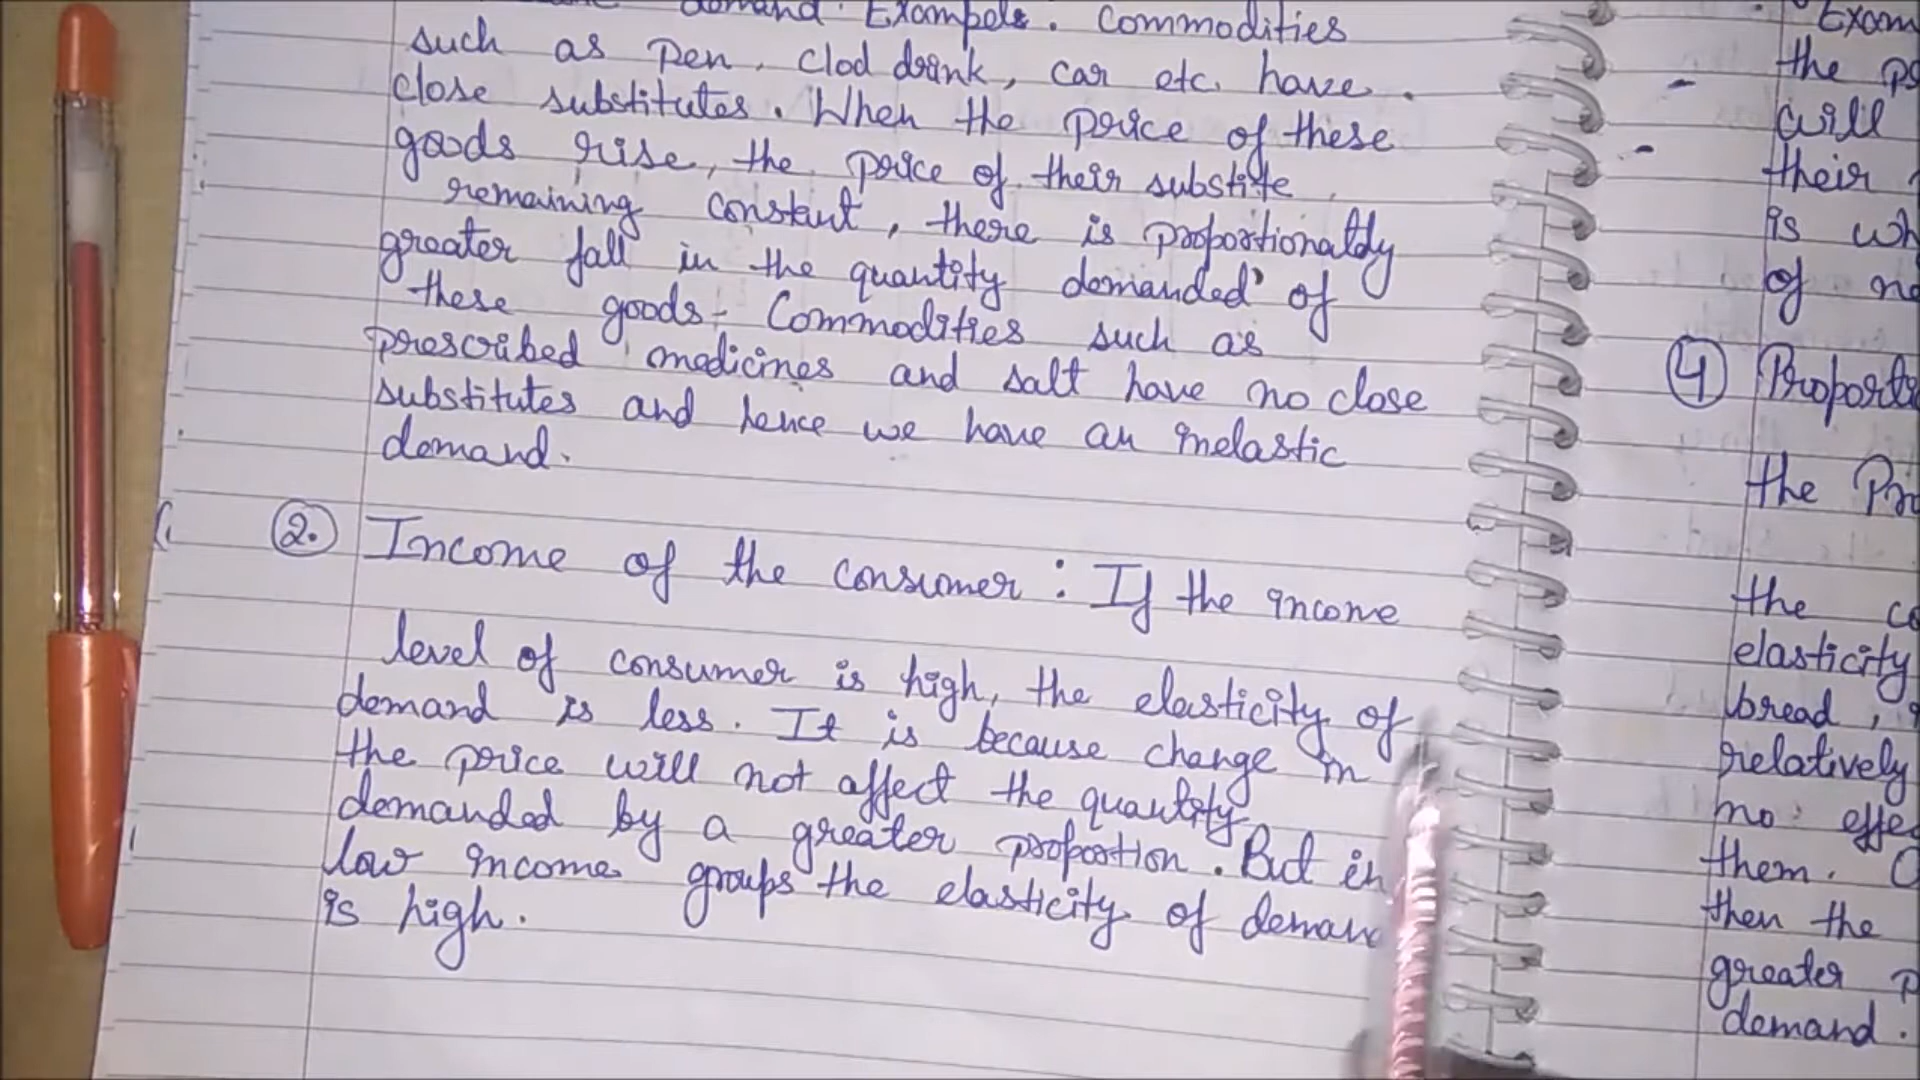 demand. Exampels. Commodities
such as Pen, clod drink, car etc. have.
close substitutes. When the price of these
goods rise, the price of their substite
remaining constant, there is proportionaldy
greater fall in the quantity demanded of
these goods- Commodities such as
prescribed medicines and salt have no close
substitutes and hence we have an inelastic
demand.
2. Income of the consumer : If the income
level of consumer is high, the elasticity of
demand is less. It is because change in
the price will not affect the quantity
demanded by a greater proportion. But in
low income groups the elasticity of deman
is high.
Exam
the
will
their
is wh
of
4 Proport
the
the co
elasticity
bread,
relatively
no effe
them.
then the
greater p
demand.